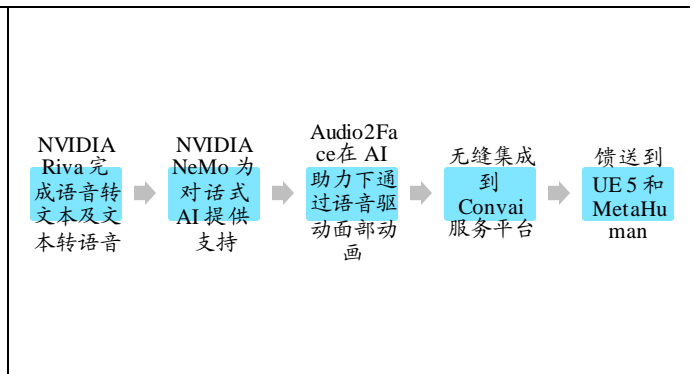 NVIDIA
Riva 完
成语音转
文本及文
本转语音
NVIDIA
NeMo 为
对话式
AI 提供
支持
Audio2Fa
ce在 AI
助力下通
过语音驱
动面部动
画
无缝集成
到
Convai
服务平台
馈送到
UE 5 和
MetaHu
man